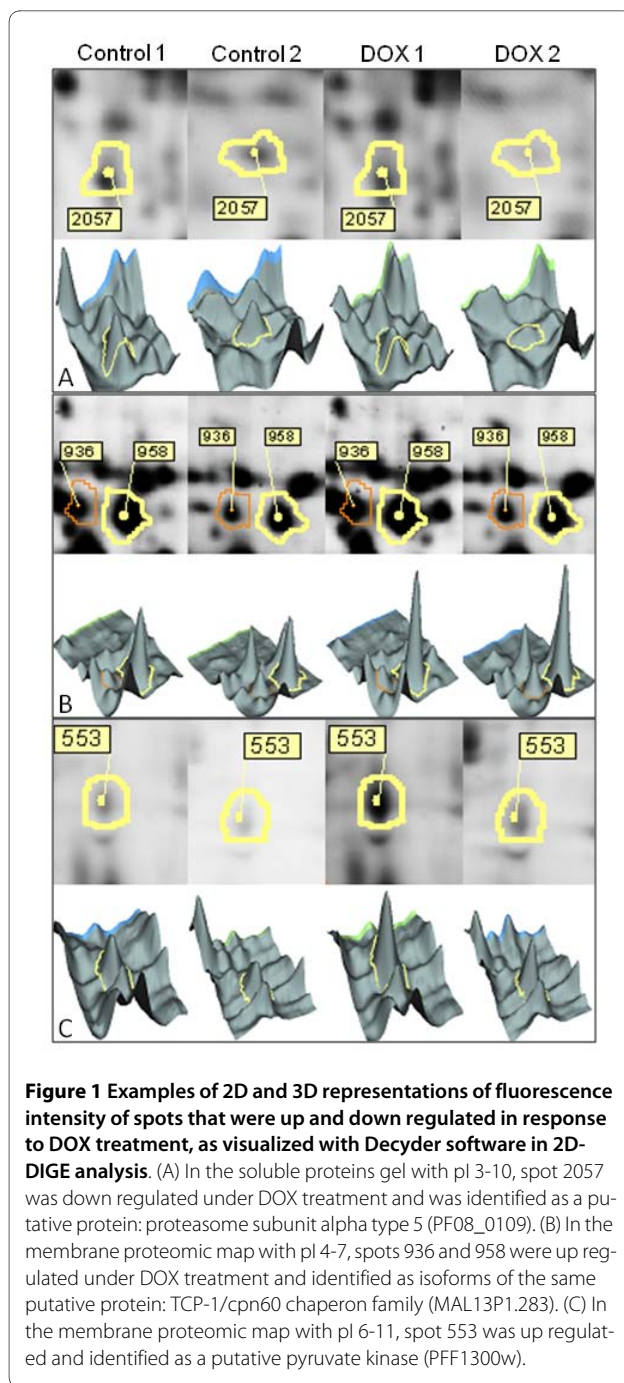 Control 1 Control 2 DOX 1 DOX 2
2057 2057 2057 2057
A
936 958 936 958 936 958 936 958
B
553 553 553 553
C
Figure 1 Examples of 2D and 3D representations of fluorescence
intensity of spots that were up and down regulated in response
to DOX treatment, as visualized with Decyder software in 2D-
DIGE analysis. (A) In the soluble proteins gel with pI 3-10, spot 2057
was down regulated under DOX treatment and was identified as a pu-
tative protein: proteasome subunit alpha type 5 (PF08_0109). (B) In the
membrane proteomic map with pI 4-7, spots 936 and 958 were up reg-
ulated under DOX treatment and identified as isoforms of the same
putative protein: TCP-1/cpn60 chaperon family (MAL13P1.283). (C) In
the membrane proteomic map with pI 6-11, spot 553 was up regulat-
ed and identified as a putative pyruvate kinase (PFF1300w).